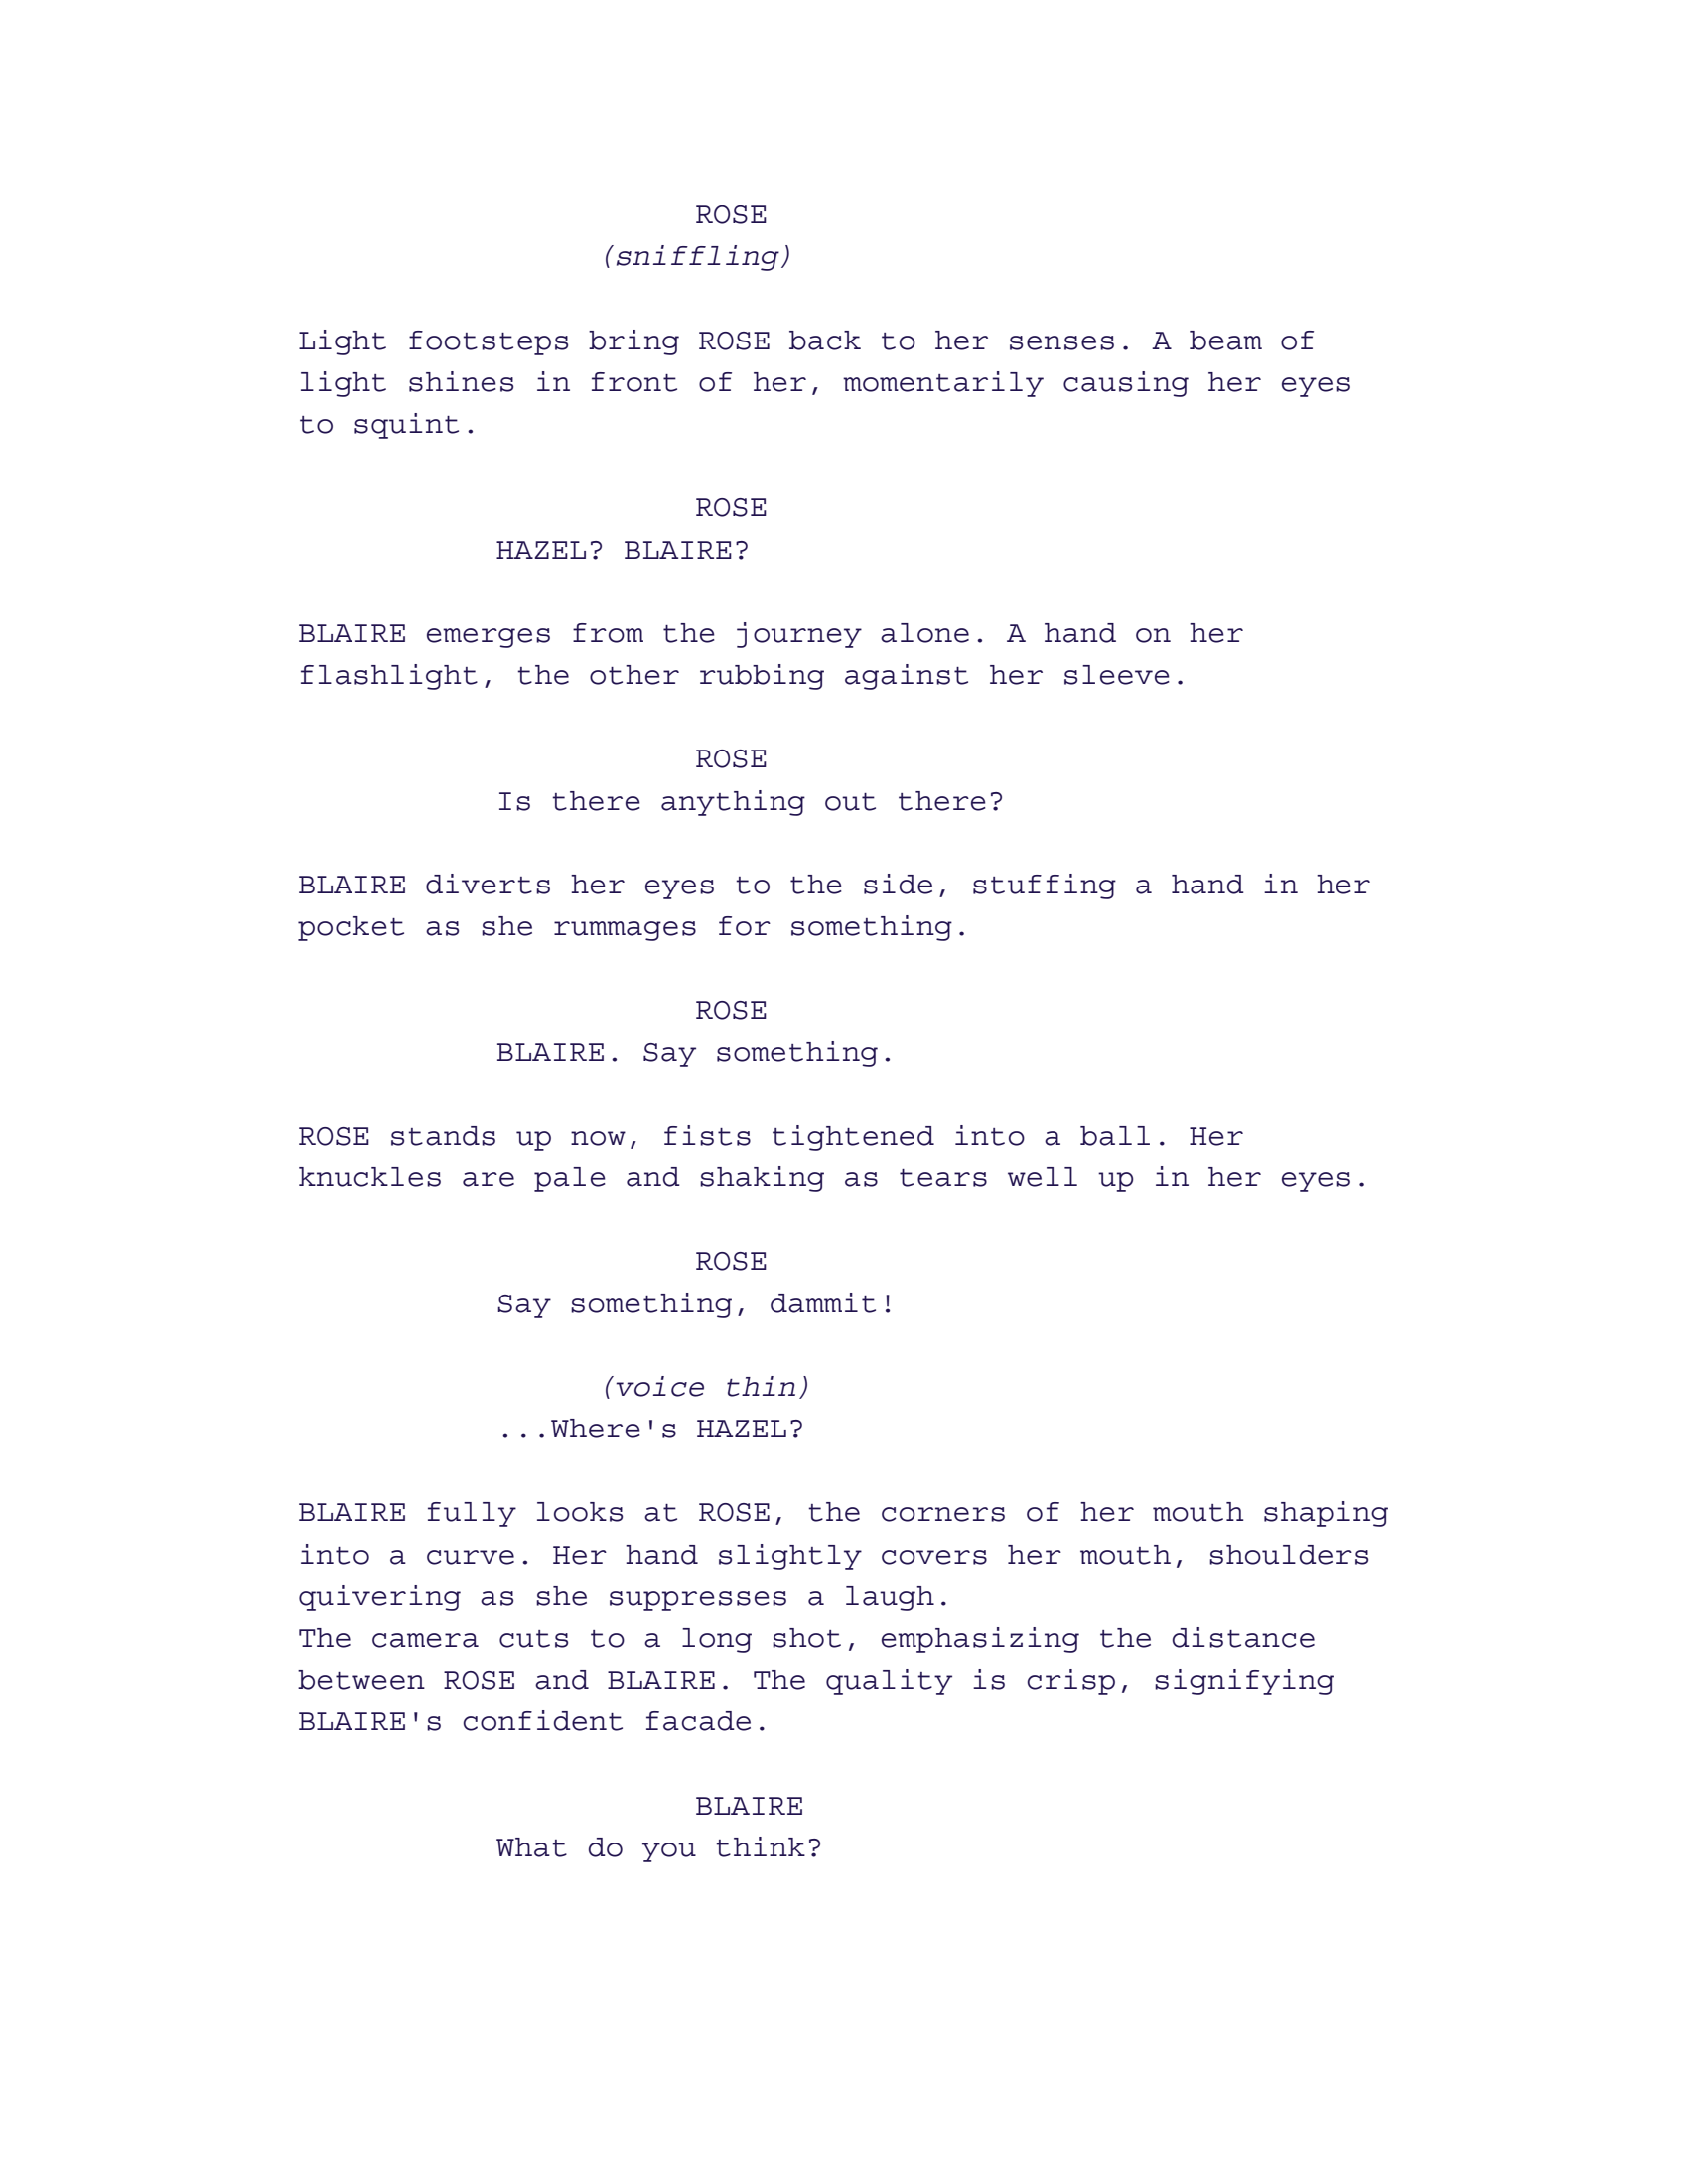 ROSE
(sniffling)
Light footsteps bring ROSE back to her senses. A beam of
light shines in front of her, momentarily causing her eyes
to squint.
ROSE
HAZEL? BLAIRE?
BLAIRE emerges from the journey alone. A hand on her
flashlight, the other rubbing against her sleeve.
ROSE
Is there anything out there?
BLAIRE diverts her eyes to the side, stuffing a hand in her
pocket as she rummages for something.
ROSE
BLAIRE. Say something.
ROSE stands up now, fists tightened into a ball. Her
knuckles are pale and shaking as tears well up in her eyes.
ROSE
Say something, dammit!
(voice thin)
...Where's HAZEL?
BLAIRE fully looks at ROSE, the corners of her mouth shaping
into a curve. Her hand slightly covers her mouth, shoulders
quivering as she suppresses a laugh.
The camera cuts to a long shot, emphasizing the distance
between ROSE and BLAIRE. The quality is crisp, signifying
BLAIRE's confident facade.
BLAIRE
What do you think?